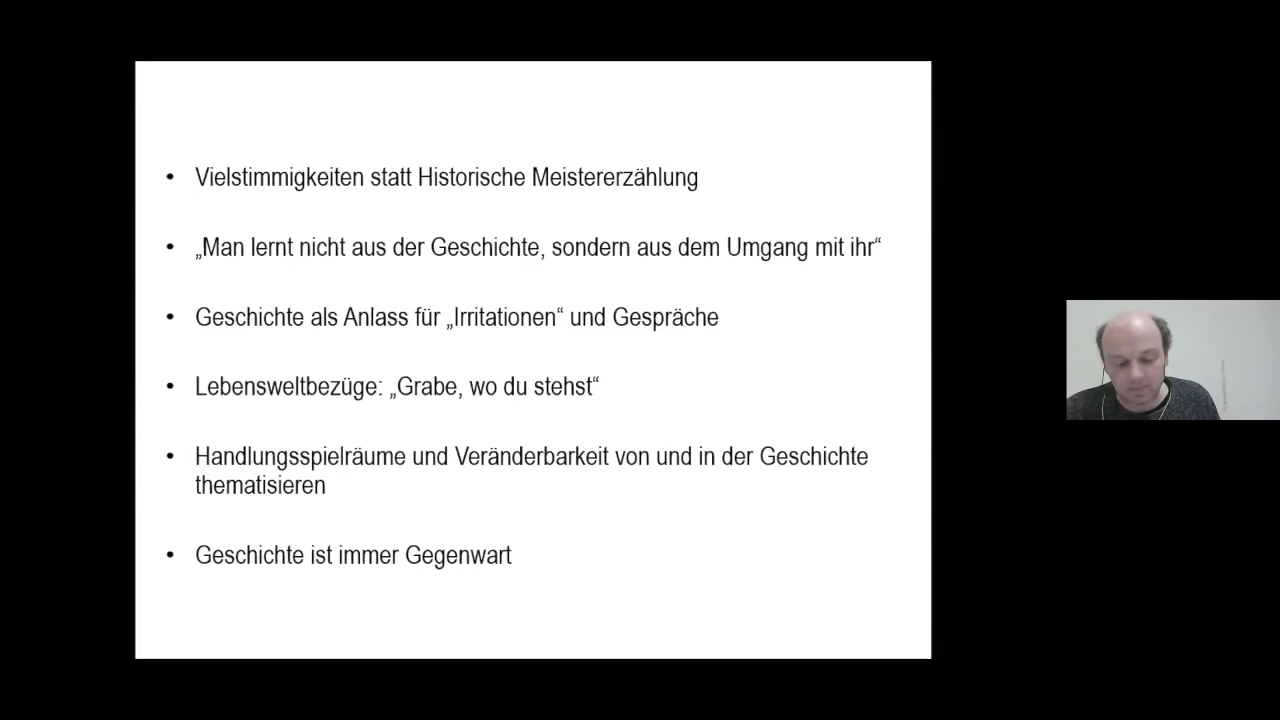 • Vielstimmigkeiten statt Historische Meistererzählung
• „Man lernt nicht aus der Geschichte, sondern aus dem Umgang mit ihr“
• Geschichte als Anlass für „Irritationen“ und Gespräche
• Lebensweltbezüge: „Grabe, wo du stehst“
• Handlungsspielräume und Veränderbarkeit von und in der Geschichte
thematisieren
• Geschichte ist immer Gegenwart